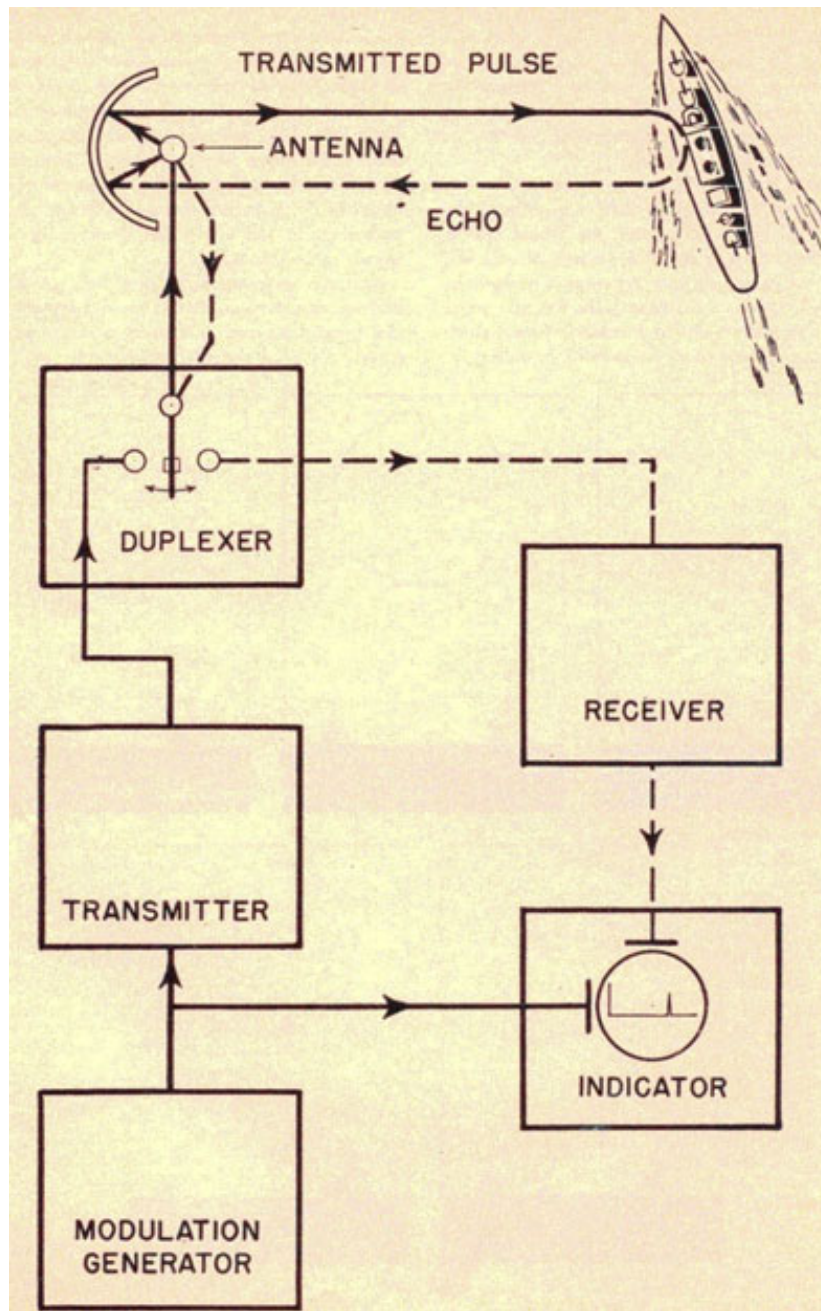 TRANSMITTED PULSE
ANTENNA
ECHO
DUPLEXER
RECEIVER
TRANSMITTER
INDICATOR
MODULATION
GENERATOR